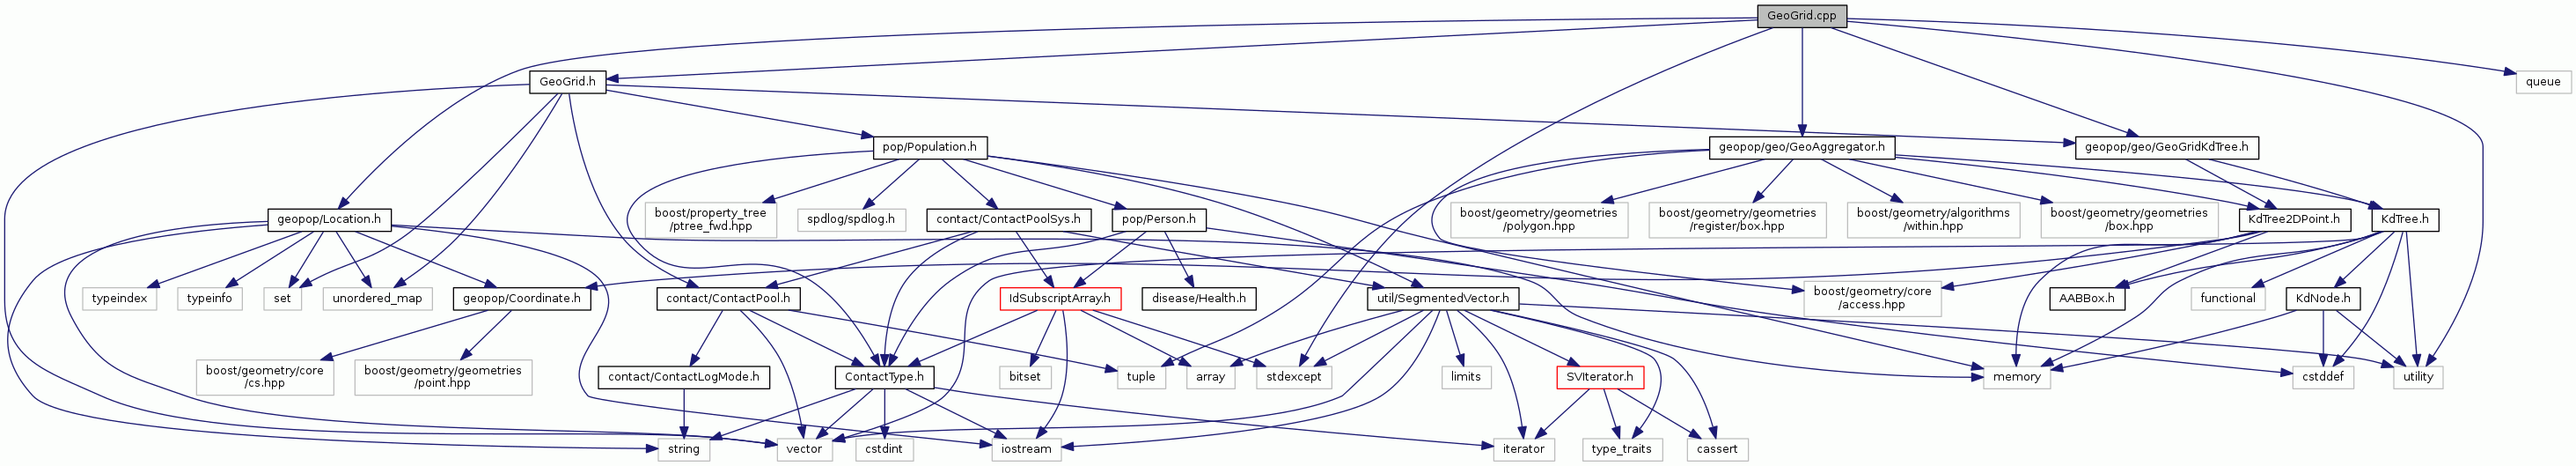 GeoGrid.cpp
GeoGrid.h
queue
pop/Population.h
geopop/geo/GeoAggregator.h
geopop/geo/GeoGridKdTree.h
geopop/Location.h
boost/property_tree
/ptree_fwd.hpp
spdlog/spdlog.h
contact/ContactPoolSys.h
pop/Person.h
boost/geometry/geometries
/polygon.hpp
boost/geometry/geometries
/register/box.hpp
boost/geometry/algorithms
/within.hpp
boost/geometry/geometries
/box.hpp
KdTree2DPoint.h
KdTree.h
typeindex
typeinfo
set
unordered_map
geopop/Coordinate.h
contact/ContactPool.h
IdSubscriptArray.h
disease/Health.h
util/SegmentedVector.h
boost/geometry/core
/access.hpp
AABBox.h
functional
KdNode.h
boost/geometry/core
/cs.hpp
boost/geometry/geometries
/point.hpp
contact/ContactLogMode.h
ContactType.h
bitset
tuple
array
stdexcept
limits
SVIterator.h
memory
cstddef
utility
string
vector
cstdint
iostream
iterator
type_traits
cassert